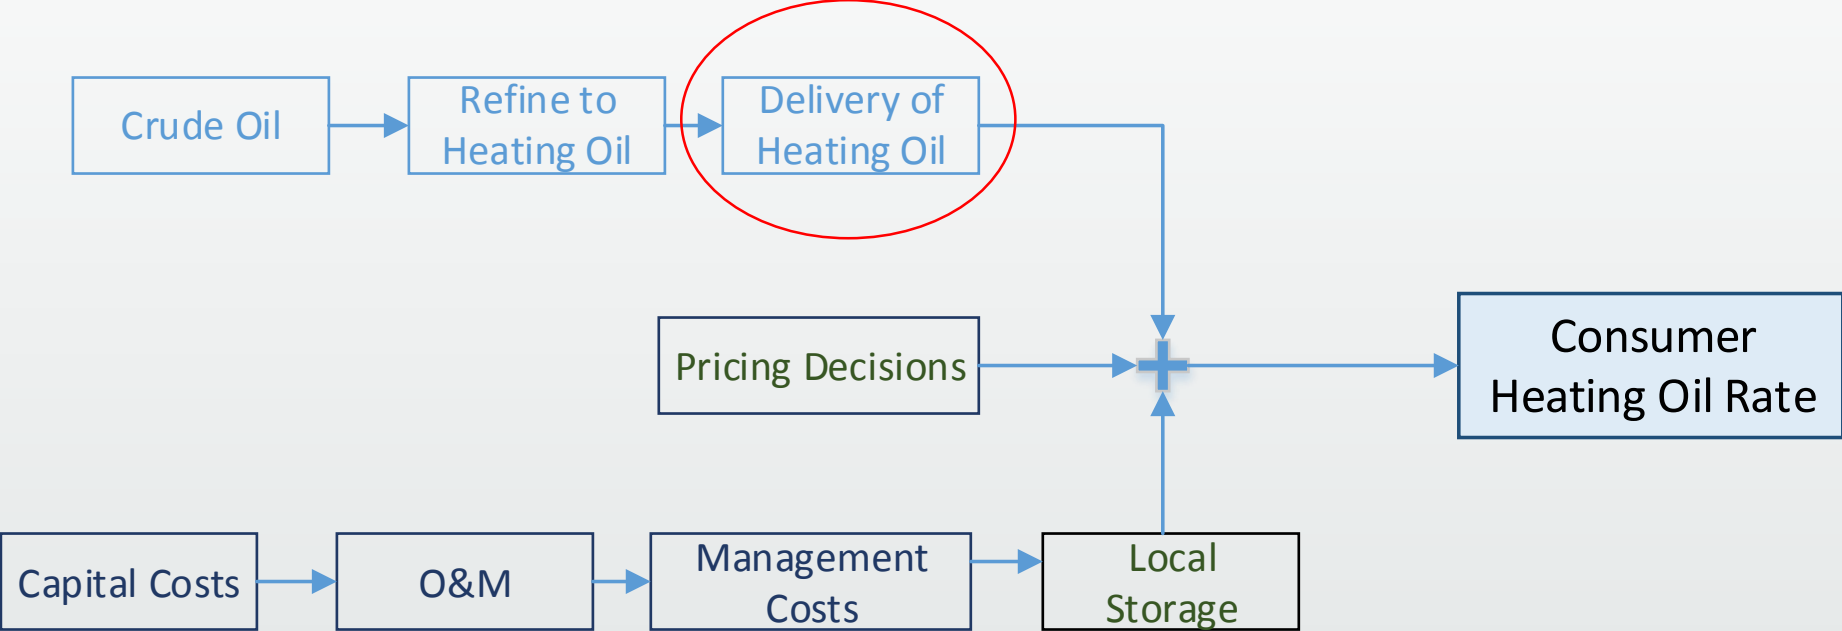 Crude Oil
Refine to
Heating Oil
Delivery of
Heating Oil
Pricing Decisions
Consumer
Heating Oil Rate
Capital Costs
O&M
Management
Costs
Local
Storage